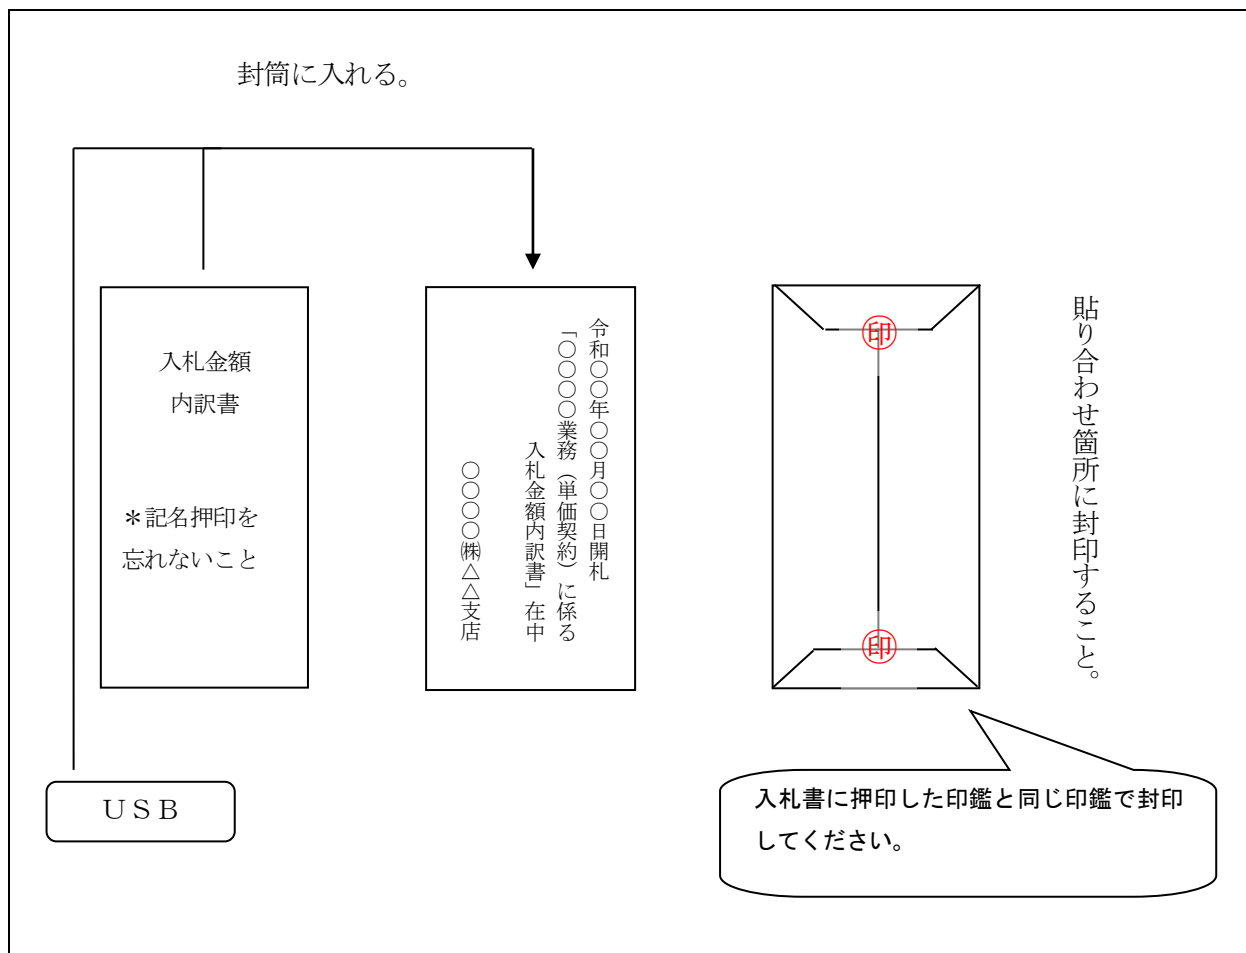 封筒に入れる。
入札金額
内訳書
＊記名押印を
忘れないこと
令和〇〇年〇〇月〇〇日開札
「〇〇〇〇業務（単価契約）に係る
入札金額内訳書」在中
〇〇〇〇㈱△△支店
印
印
貼り合わせ箇所に封印すること。
ＵＳＢ
入札書に押印した印鑑と同じ印鑑で封印
してください。